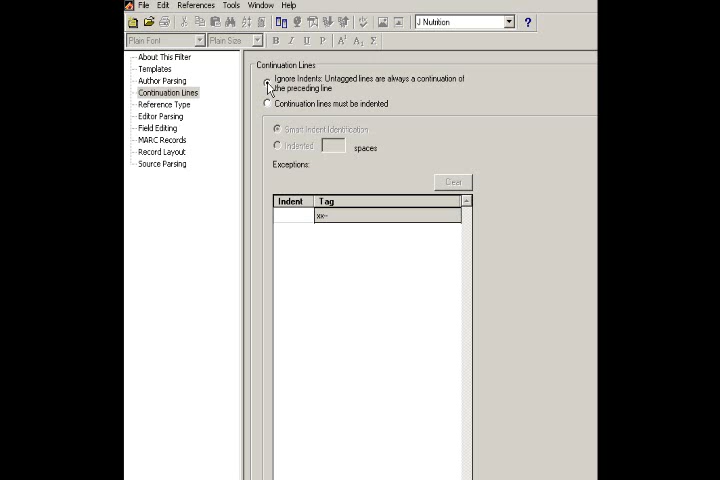 File Edit References Tools Window Help
J Nutrition
Plain Font Plain Size B I U P A¹ A₁ Σ
About This Filter
Templates
Author Parsing
Continuation Lines
Reference Type
Editor Parsing
Field Editing
MARC Records
Record Layout
Source Parsing
Continuation Lines
Ignore Indents: Untagged lines are always a continuation of
the preceding line
Continuation lines must be indented
Smart Indent Identification
Indented spaces
Exceptions:
Clear
Indent Tag
xx-